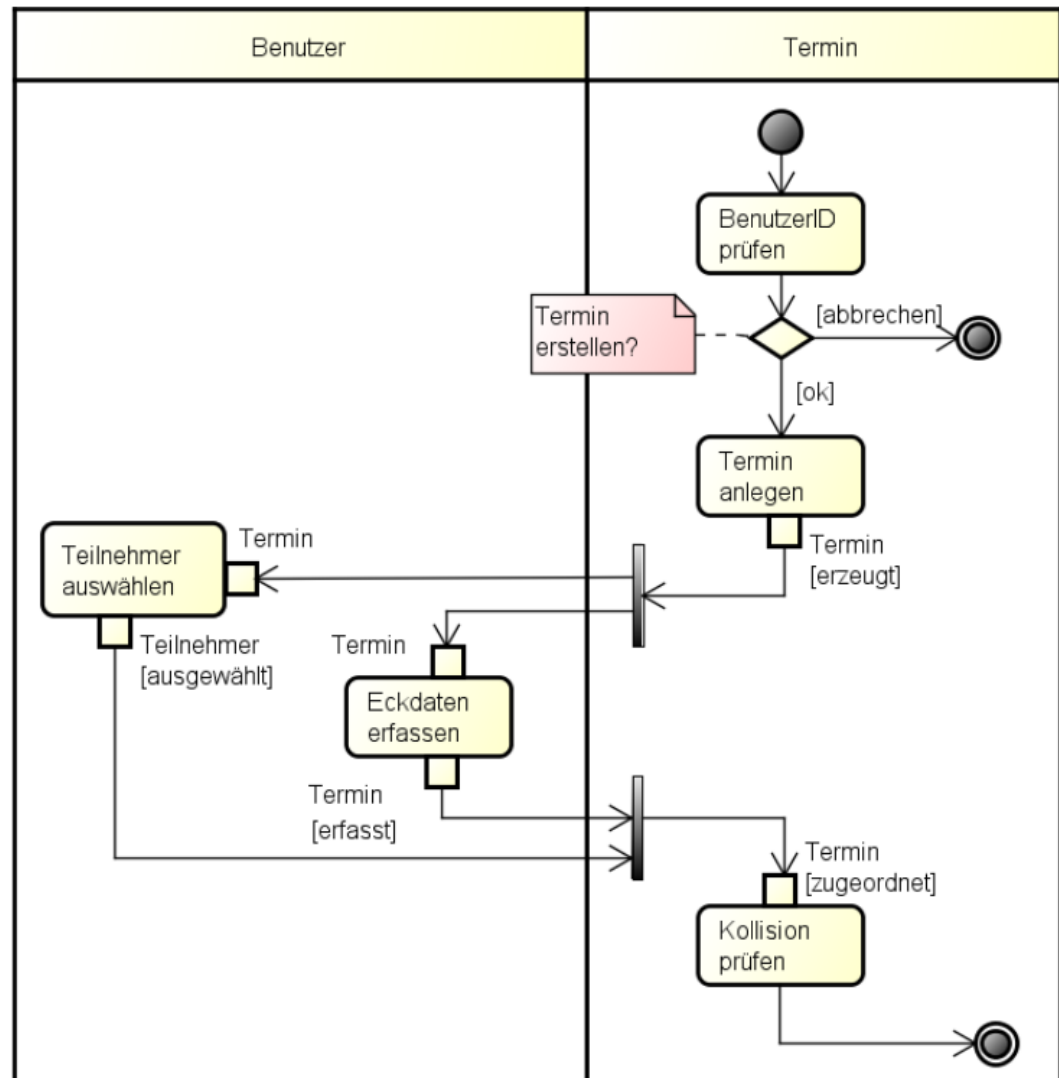 Benutzer
Termin
BenutzerID
prüfen
Termin
erstellen?
[abbrechen]
[ok]
Termin
anlegen
Termin
[erzeugt]
Teilnehmer
auswählen
Termin
Teilnehmer
[ausgewählt]
Termin
Eckdaten
erfassen
Termin
[erfasst]
Termin
[zugeordnet]
Kollision
prüfen